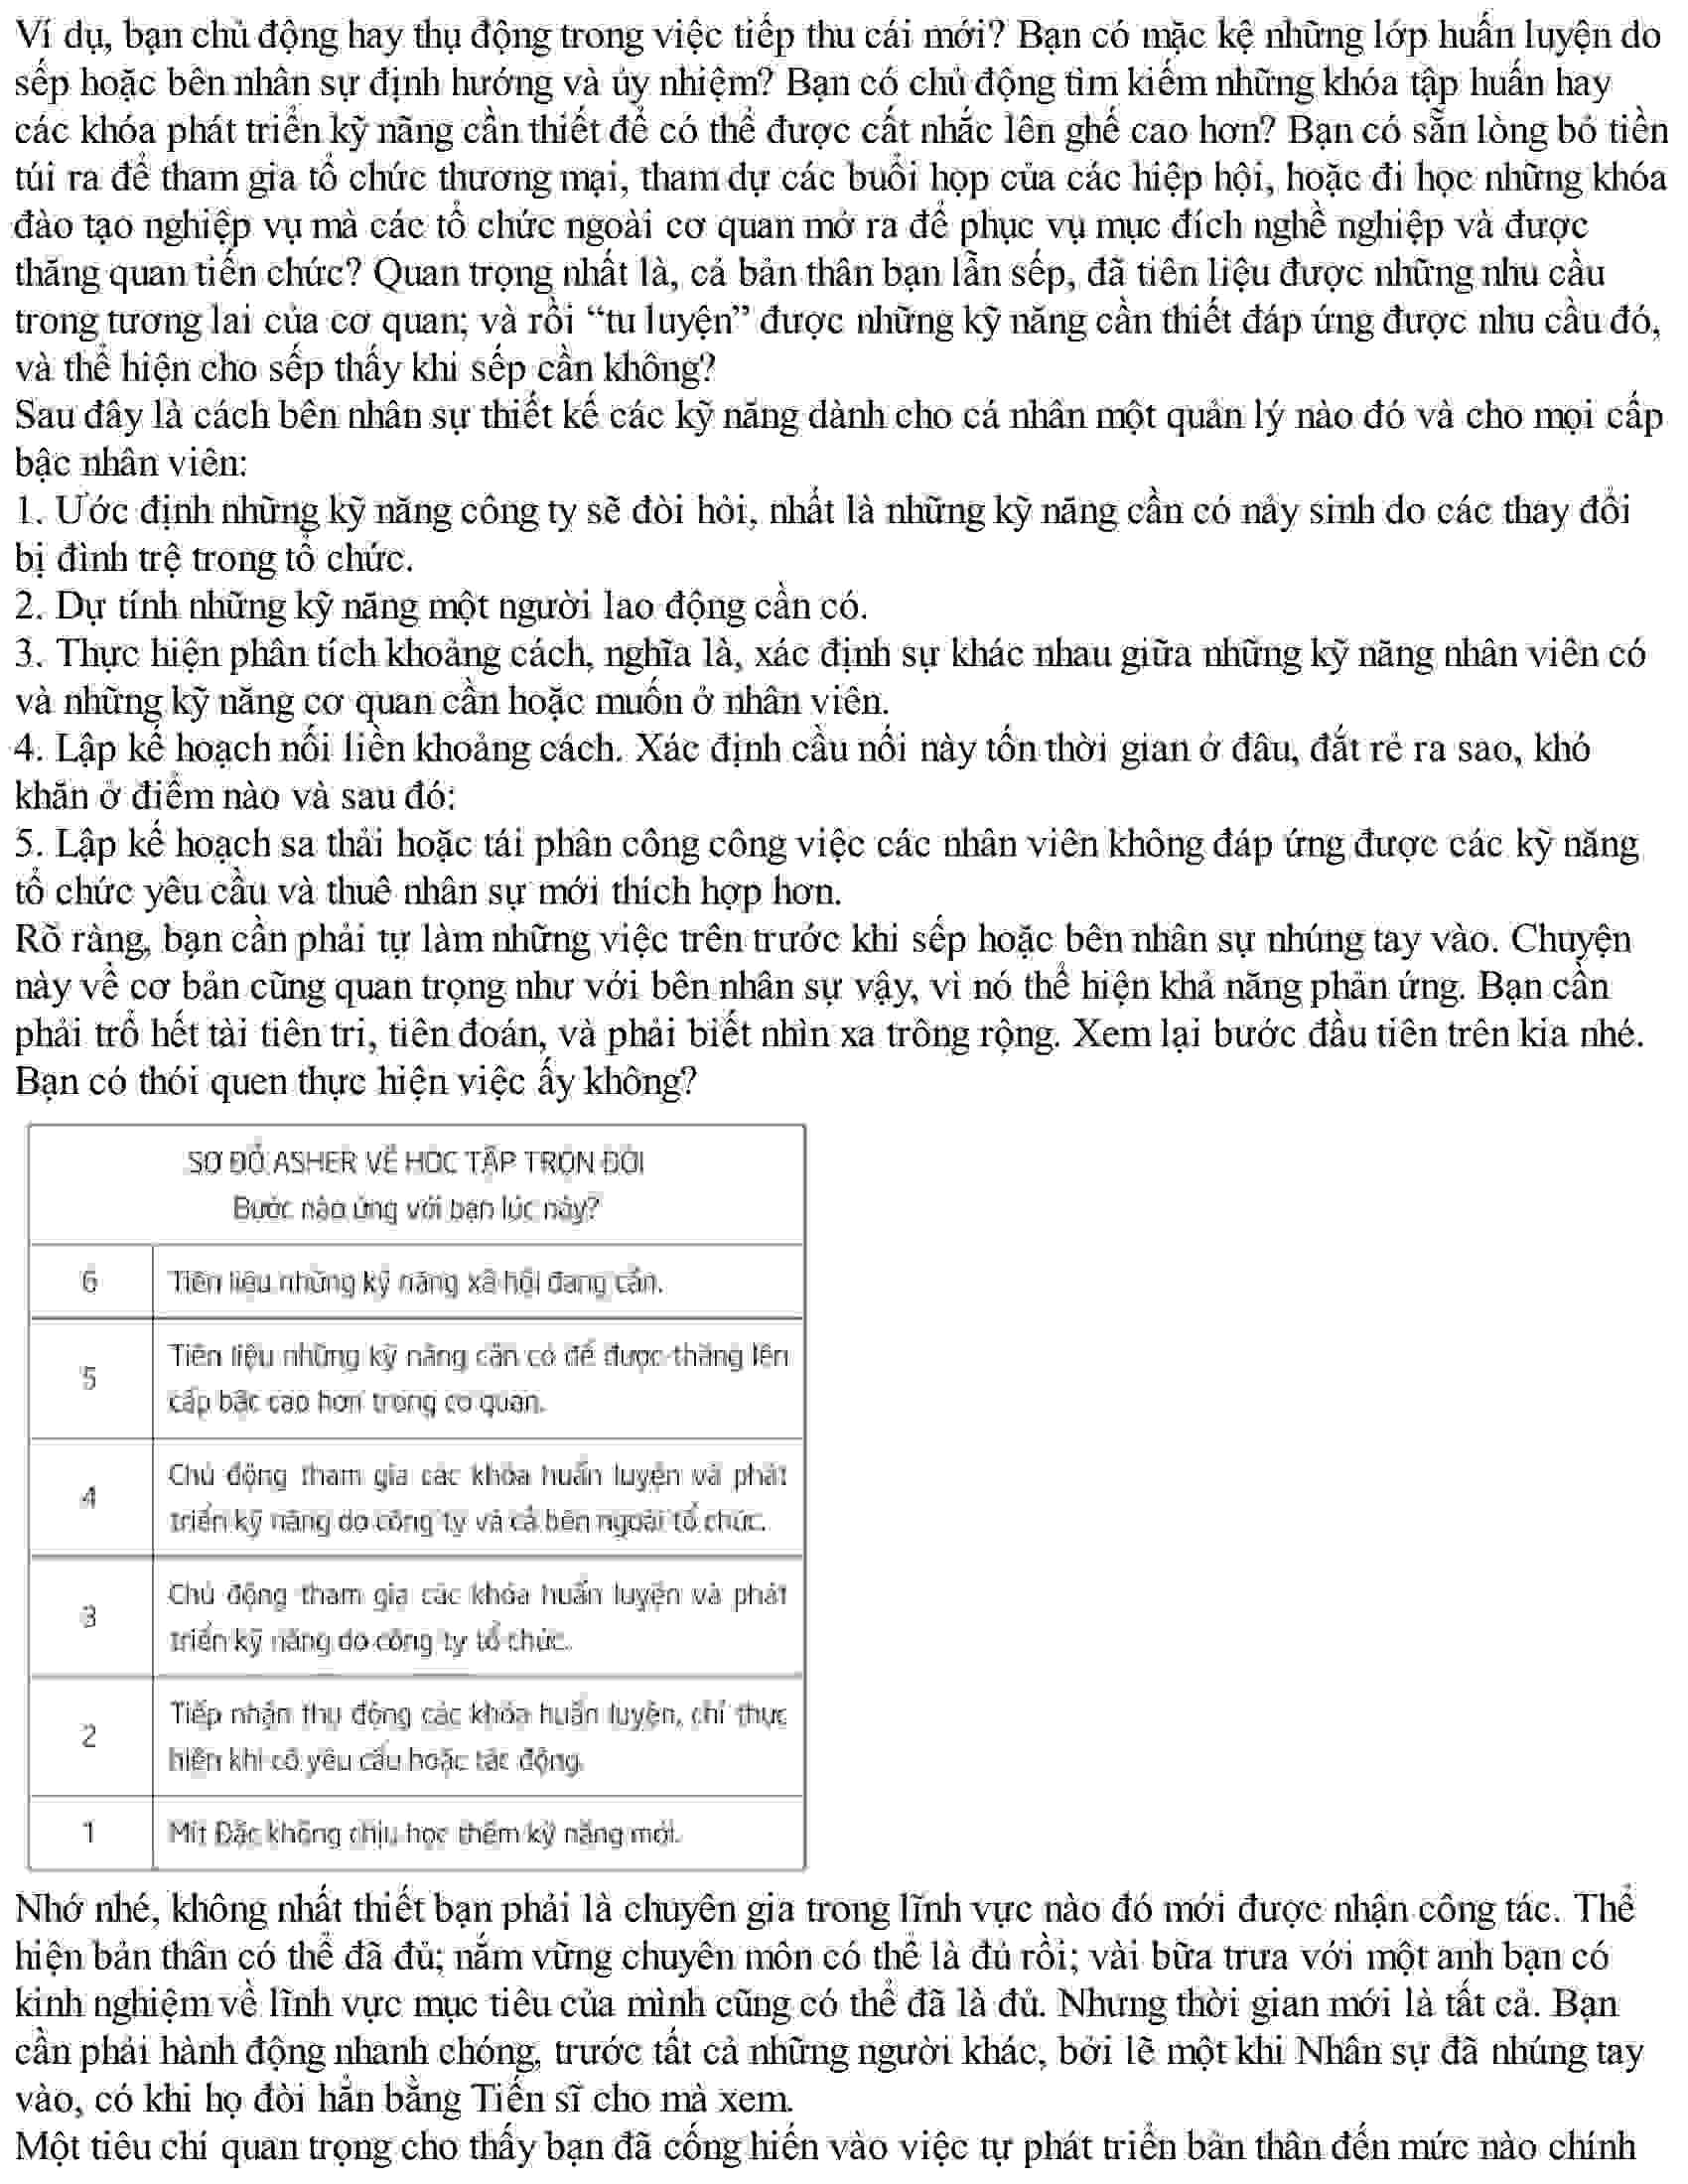 Ví dụ, bạn chủ động hay thụ động trong việc tiếp thu cái mới? Bạn có mặc kệ những lớp huấn luyện do
sếp hoặc bên nhân sự định hướng và ủy nhiệm? Bạn có chủ động tìm kiếm những khóa tập huấn hay
các khóa phát triển kỹ năng cần thiết để có thể được cất nhắc lên ghế cao hơn? Bạn có sẵn lòng bỏ tiền
túi ra để tham gia tổ chức thương mại, tham dự các buổi họp của các hiệp hội, hoặc đi học những khóa
đào tạo nghiệp vụ mà các tổ chức ngoài cơ quan mở ra để phục vụ mục đích nghề nghiệp và được
thăng quan tiến chức? Quan trọng nhất là, cả bản thân bạn lẫn sếp, đã tiên liệu được những nhu cầu
trong tương lai của cơ quan; và rồi “tu luyện” được những kỹ năng cần thiết đáp ứng được nhu cầu đó,
và thể hiện cho sếp thấy khi sếp cần không?
Sau đây là cách bên nhân sự thiết kế các kỹ năng dành cho cá nhân một quản lý nào đó và cho mọi cấp
bậc nhân viên:
1. Ước định những kỹ năng công ty sẽ đòi hỏi, nhất là những kỹ năng cần có nảy sinh do các thay đổi
bị đình trệ trong tổ chức.
2. Dự tính những kỹ năng một người lao động cần có.
3. Thực hiện phân tích khoảng cách, nghĩa là, xác định sự khác nhau giữa những kỹ năng nhân viên có
và những kỹ năng cơ quan cần hoặc muốn ở nhân viên.
4. Lập kế hoạch nối liền khoảng cách. Xác định cầu nối này tốn thời gian ở đâu, đắt rẻ ra sao, khó
khăn ở điểm nào và sau đó:
5. Lập kế hoạch sa thải hoặc tái phân công công việc các nhân viên không đáp ứng được các kỹ năng
tổ chức yêu cầu và thuê nhân sự mới thích hợp hơn.
Rõ ràng, bạn cần phải tự làm những việc trên trước khi sếp hoặc bên nhân sự nhúng tay vào. Chuyện
này về cơ bản cũng quan trọng như với bên nhân sự vậy, vì nó thể hiện khả năng phản ứng. Bạn cần
phải trổ hết tài tiên tri, tiên đoán, và phải biết nhìn xa trông rộng. Xem lại bước đầu tiên trên kia nhé.
Bạn có thói quen thực hiện việc ấy không?
SƠ ĐỒ ASHER VỀ HỌC TẬP TRỌN ĐỜI
Bước nào ứng với bạn lúc này?
6 Tiên liệu những kỹ năng xã hội đang cần.
5 Tiên liệu những kỹ năng cần có để được thăng lên
cấp bậc cao hơn trong cơ quan.
4 Chủ động tham gia các khóa huấn luyện và phát
triển kỹ năng do công ty và cả bên ngoài tổ chức.
3 Chủ động tham gia các khóa huấn luyện và phát
triển kỹ năng do công ty tổ chức.
2 Tiếp nhận thụ động các khóa huấn luyện, chỉ thực
hiện khi có yêu cầu hoặc tác động.
1 Mít Đặc không chịu học thêm kỹ năng mới.
Nhớ nhé, không nhất thiết bạn phải là chuyên gia trong lĩnh vực nào đó mới được nhận công tác. Thể
hiện bản thân có thể đã đủ; nắm vững chuyên môn có thể là đủ rồi; vài bữa trưa với một anh bạn có
kinh nghiệm về lĩnh vực mục tiêu của mình cũng có thể đã là đủ. Nhưng thời gian mới là tất cả. Bạn
cần phải hành động nhanh chóng, trước tất cả những người khác, bởi lẽ một khi Nhân sự đã nhúng tay
vào, có khi họ đòi hẳn bằng Tiến sĩ cho mà xem.
Một tiêu chí quan trọng cho thấy bạn đã cống hiến vào việc tự phát triển bản thân đến mức nào chính